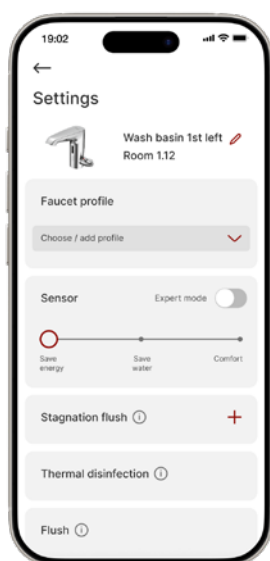 19:02
Settings
Wash basin 1st left
Room 1.12
Faucet profile
Choose / add profile
Sensor
Expert mode
Save energy
Save water
Comfort
Stagnation flush
Thermal disinfection
Flush